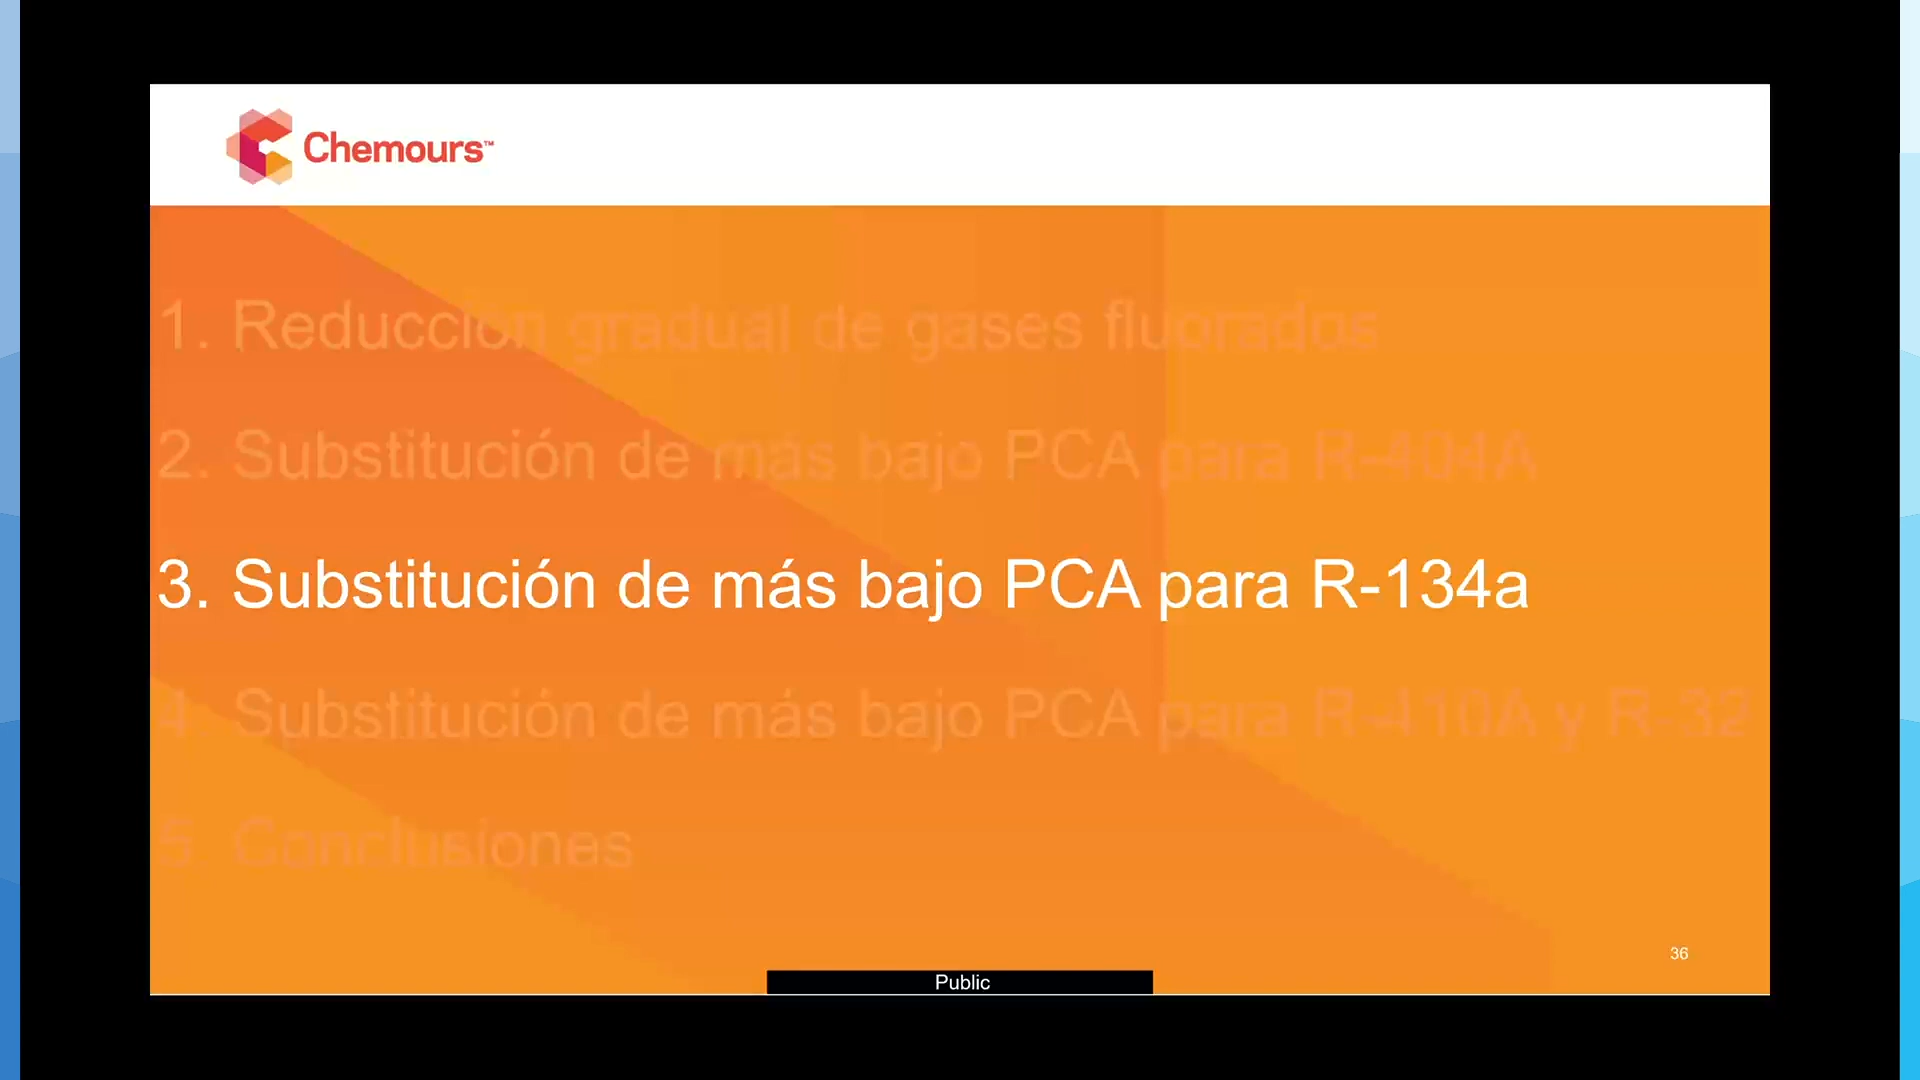 Chemours™
1. Reducción gradual de gases fluorados
2. Substitución de más bajo PCA para R-404A
3. Substitución de más bajo PCA para R-134a
4. Substitución de más bajo PCA para R-410A y R-32
5. Conclusiones
36
Public